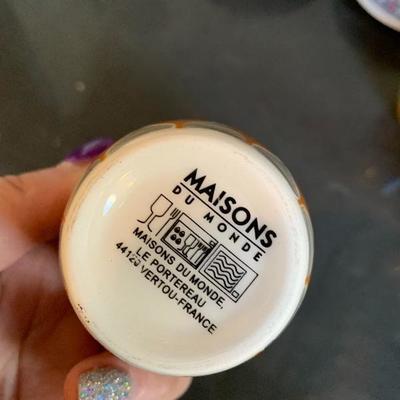 MAISONS
DU MONDE
MAISONS DU MONDE,
LE PORTEREAU
44120 VERTOU-FRANCE